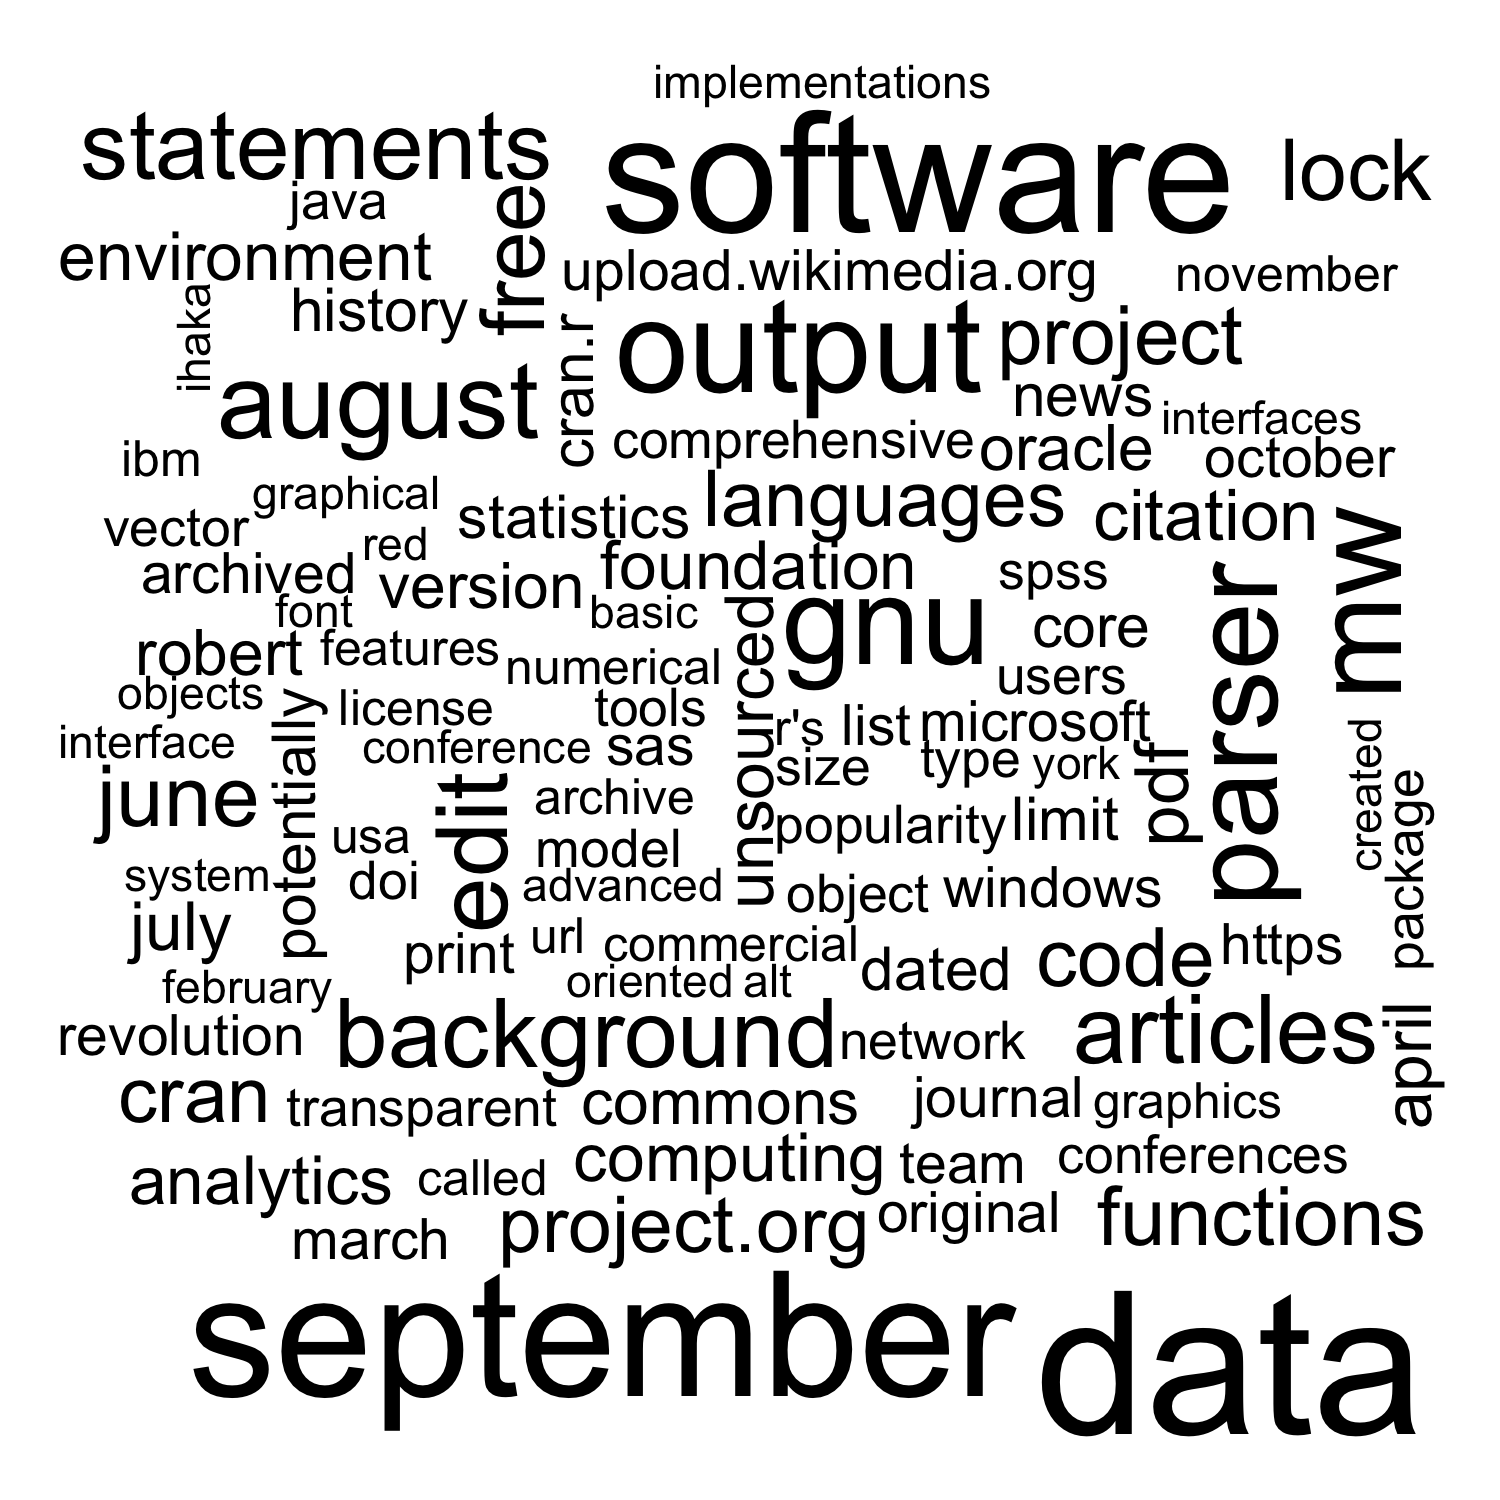 implementations
statements
software
lock
java
free
environment
upload.wikimedia.org
november
ihaka
history
cran.r
output
project
august
news
interfaces
comprehensive
oracle
october
ibm
graphical
languages
vector
statistics
citation
mw
red
archived
version
foundation
spss
parser
font
basic
unsourced
gnu
core
robert
features
numerical
users
objects
potentially
license
tools
r's
list
microsoft
interface
conference
sas
size
type
york
pdf
created
june
edit
archive
popularity
limit
package
usa
model
system
doi
advanced
object
windows
july
print
url
commercial
dated
code
https
february
oriented
alt
revolution
background
network
articles
april
cran
transparent
commons
journal
graphics
analytics
called
computing
team
conferences
march
project.org
original
functions
september
data